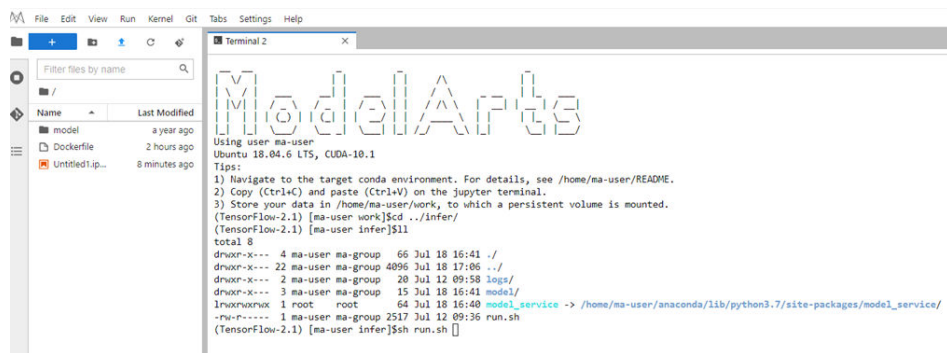 File Edit View Run Kernel Git Tabs Settings Help
Terminal 2
Filter files by name
/
Name Last Modified
model a year ago
Dockerfile 2 hours ago
Untitled1.ip... 8 minutes ago
ModelArts
Using user ma-user
Ubuntu 18.04.6 LTS, CUDA-10.1
Tips:
1) Navigate to the target conda environment. For details, see /home/ma-user/README.
2) Copy (Ctrl+C) and paste (Ctrl+V) on the jupyter terminal.
3) Store your data in /home/ma-user/work, to which a persistent volume is mounted.
(TensorFlow-2.1) [ma-user work]$cd ../infer/
(TensorFlow-2.1) [ma-user infer]$ll
total 8
drwxr-x--- 4 ma-user ma-group 66 Jul 18 16:41 ./
drwxr-x--- 22 ma-user ma-group 4096 Jul 18 17:06 ../
drwxr-x--- 2 ma-user ma-group 20 Jul 12 09:58 logs/
drwxr-x--- 3 ma-user ma-group 15 Jul 18 16:41 model/
lrwxrwxrwx 1 root root 64 Jul 18 16:40 model_service -> /home/ma-user/anaconda/lib/python3.7/site-packages/model_service/
-rw-r----- 1 ma-user ma-group 2517 Jul 12 09:36 run.sh
(TensorFlow-2.1) [ma-user infer]$sh run.sh